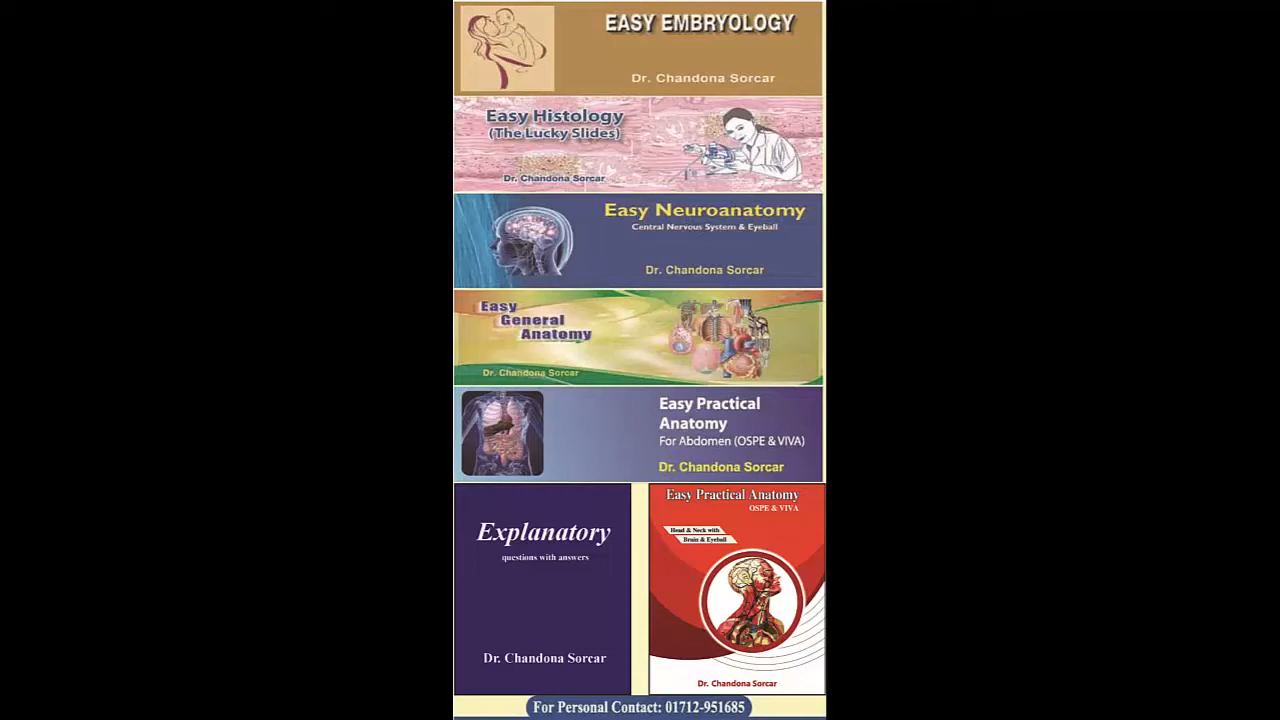 EASY EMBRYOLOGY
Dr. Chandona Sorcar
Easy Histology
(The Lucky Slides)
Dr. Chandona Sorcar
Easy Neuroanatomy
Central Nervous System & Eyeball
Dr. Chandona Sorcar
Easy
General
Anatomy
Dr. Chandona Sorcar
Easy Practical
Anatomy
For Abdomen (OSPE & VIVA)
Dr. Chandona Sorcar
Explanatory
questions with answers
Dr. Chandona Sorcar
Easy Practical Anatomy
OSPE & VIVA
Head & Neck with
Brain & Eyeball
Dr. Chandona Sorcar
For Personal Contact: 01712-951685